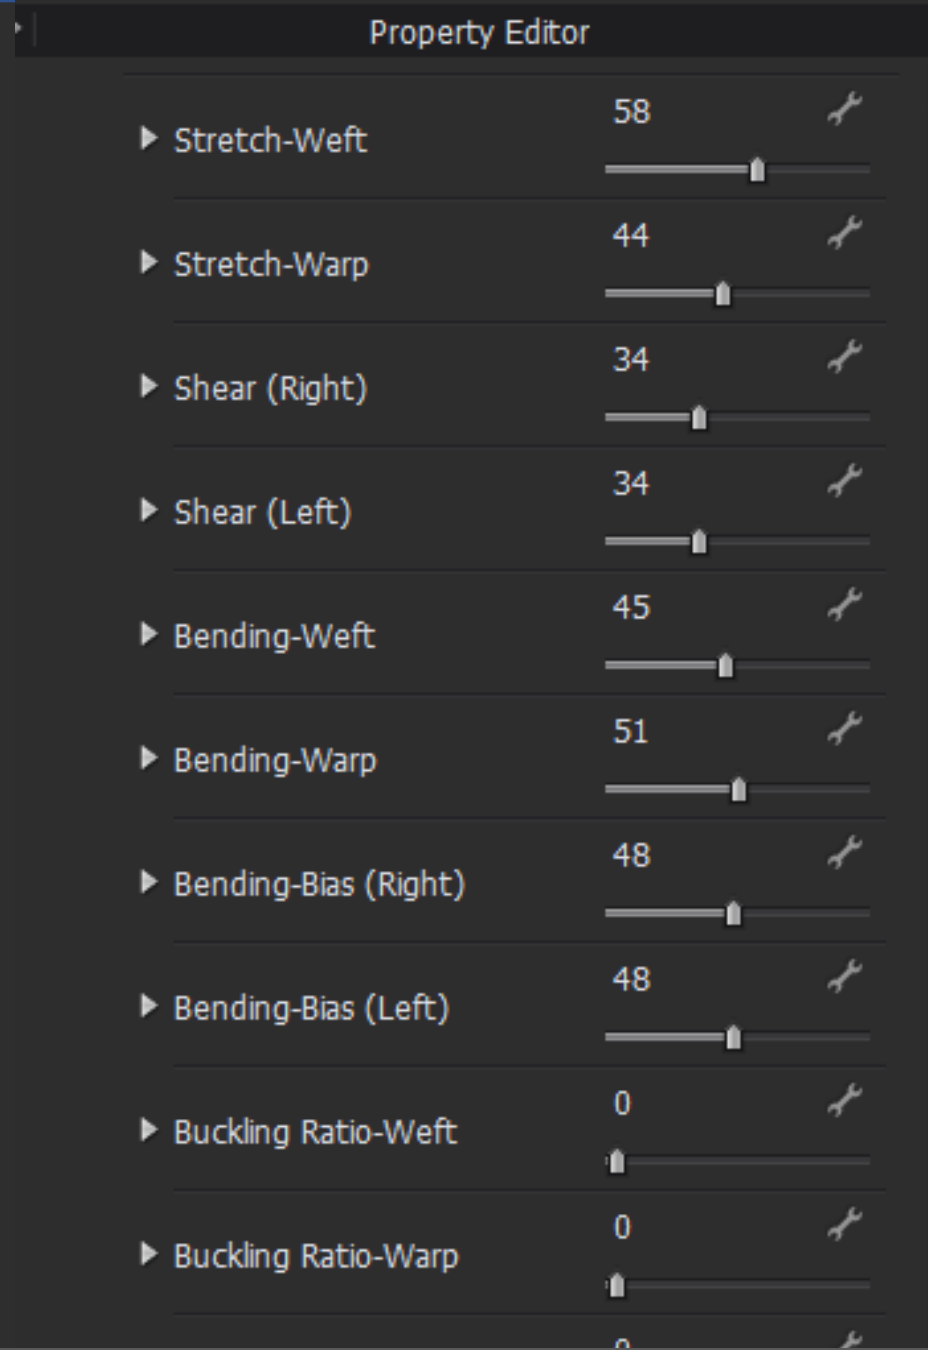 Property Editor
58
Stretch-Weft
44
Stretch-Warp
34
Shear (Right)
34
Shear (Left)
45
Bending-Weft
51
Bending-Warp
48
Bending-Bias (Right)
48
Bending-Bias (Left)
0
Buckling Ratio-Weft
0
Buckling Ratio-Warp